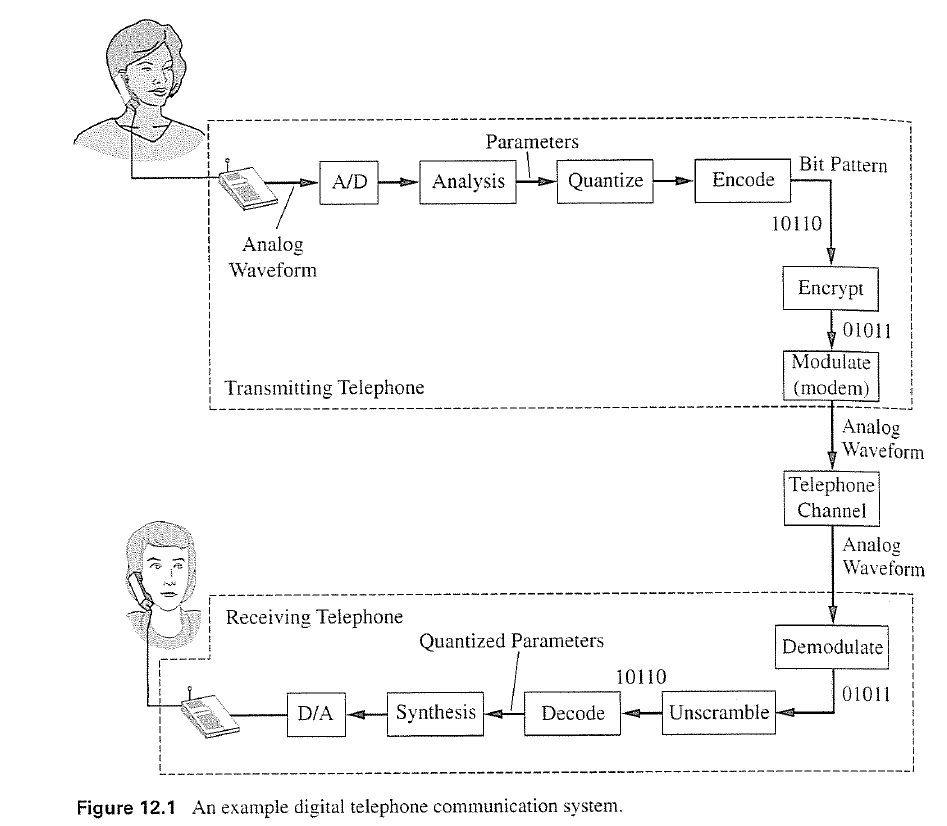 Parameters
A/D
Analysis
Quantize
Encode
Bit Pattern
10110
Analog
Waveform
Encrypt
01011
Modulate
(modem)
Transmitting Telephone
Analog
Waveform
Telephone
Channel
Analog
Waveform
Receiving Telephone
Demodulate
Quantized Parameters
01011
10110
D/A
Synthesis
Decode
Unscramble
Figure 12.1 An example digital telephone communication system.